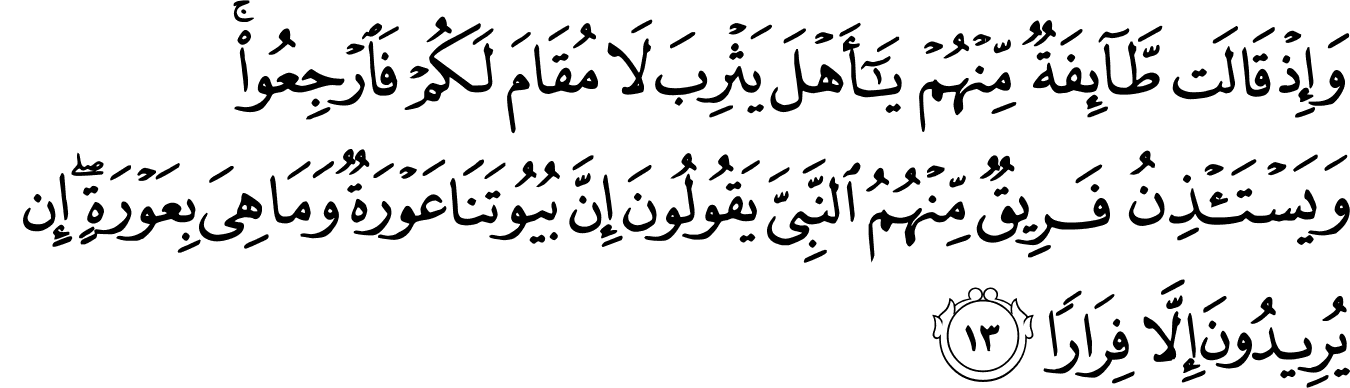 وَإِذْ قَالَت طَّآئِفَةٌ مِّنْهُمْ يَـٰٓأَهْلَ يَثْرِبَ لَا مُقَامَ لَكُمْ فَٱرْجِعُوا۟ ۚ
وَيَسْتَـْٔذِنُ فَرِيقٌ مِّنْهُمُ ٱلنَّبِىَّ يَقُولُونَ إِنَّ بُيُوتَنَا عَوْرَةٌ وَمَا هِىَ بِعَوْرَةٍ ۖ إِن
يُرِيدُونَ إِلَّا فِرَارًا ١٣